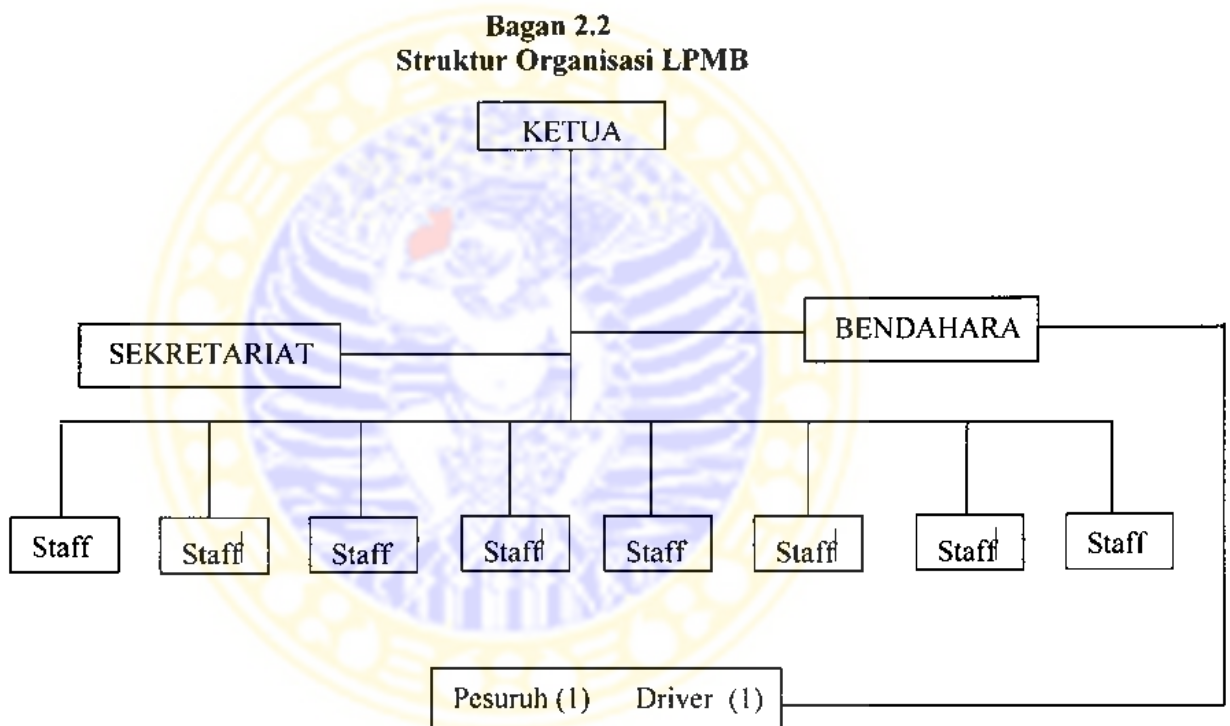 Bagan 2.2
Struktur Organisasi LPMB
KETUA
BENDAHARA
SEKRETARIAT
Staff Staff Staff Staff Staff Staff Staff Staff
Pesuruh (1) Driver (1)